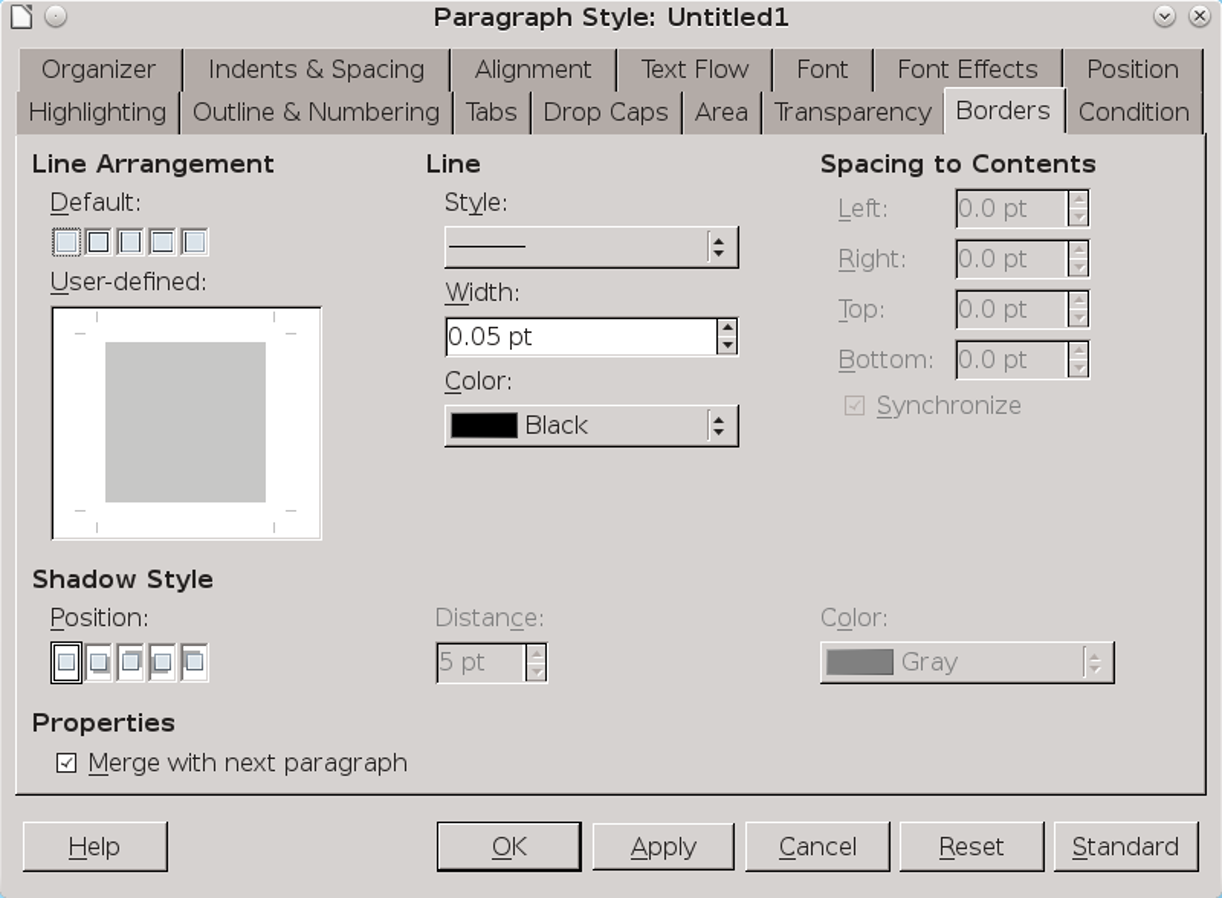 Paragraph Style: Untitled1
Organizer Indents & Spacing Alignment Text Flow Font Font Effects Position
Highlighting Outline & Numbering Tabs Drop Caps Area Transparency Borders Condition
Line Arrangement
Default:
User-defined:
Line
Style:
Width:
0.05 pt
Color:
Black
Spacing to Contents
Left: 0.0 pt
Right: 0.0 pt
Top: 0.0 pt
Bottom: 0.0 pt
Synchronize
Shadow Style
Position: Distance: Color:
5 pt Gray
Properties
Merge with next paragraph
Help OK Apply Cancel Reset Standard